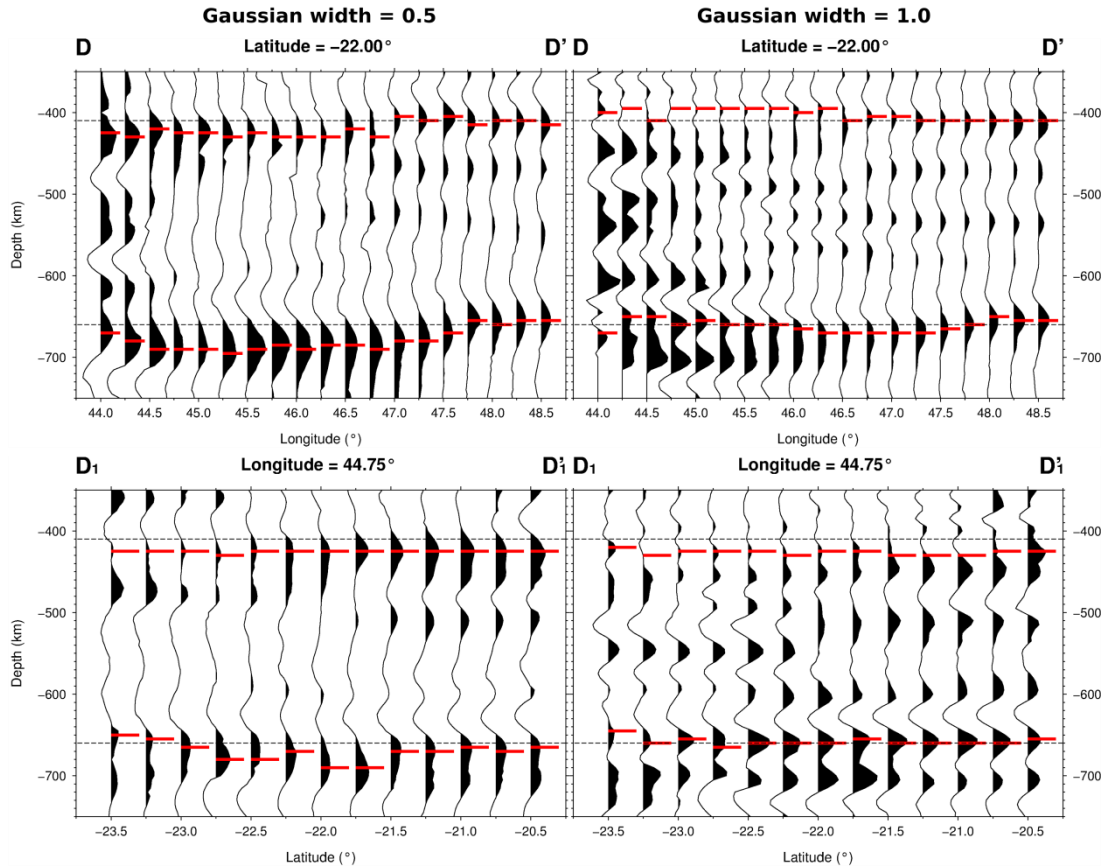 Gaussian width = 0.5
Gaussian width = 1.0
D Latitude = −22.00° D’
D Latitude = −22.00° D’
−400
−500
−600
−700
Depth (km)
44.0 44.5 45.0 45.5 46.0 46.5 47.0 47.5 48.0 48.5
Longitude (°)
−400
−500
−600
−700
44.0 44.5 45.0 45.5 46.0 46.5 47.0 47.5 48.0 48.5
Longitude (°)
D₁ Longitude = 44.75° D’₁
D₁ Longitude = 44.75° D’₁
−400
−500
−600
−700
Depth (km)
−23.5 −23.0 −22.5 −22.0 −21.5 −21.0 −20.5
Latitude (°)
−400
−500
−600
−700
−23.5 −23.0 −22.5 −22.0 −21.5 −21.0 −20.5
Latitude (°)